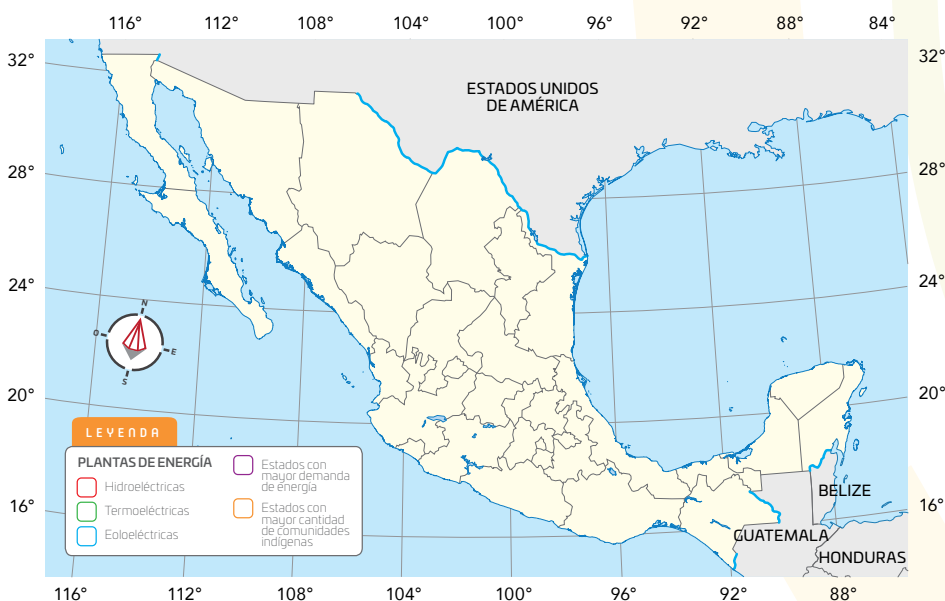 116° 112° 108° 104° 100° 96° 92° 88° 84°
32° 32°
ESTADOS UNIDOS
DE AMÉRICA
28° 28°
24° 24°
N
O
E
S
20° 20°
LEYENDA
PLANTAS DE ENERGÍA
Hidroeléctricas
Termoeléctricas
Eoloeléctricas
Estados con
mayor demanda
de energía
Estados con
mayor cantidad
de comunidades
indígenas
16° 16°
BELIZE
GUATEMALA
HONDURAS
116° 112° 108° 104° 100° 96° 92° 88°